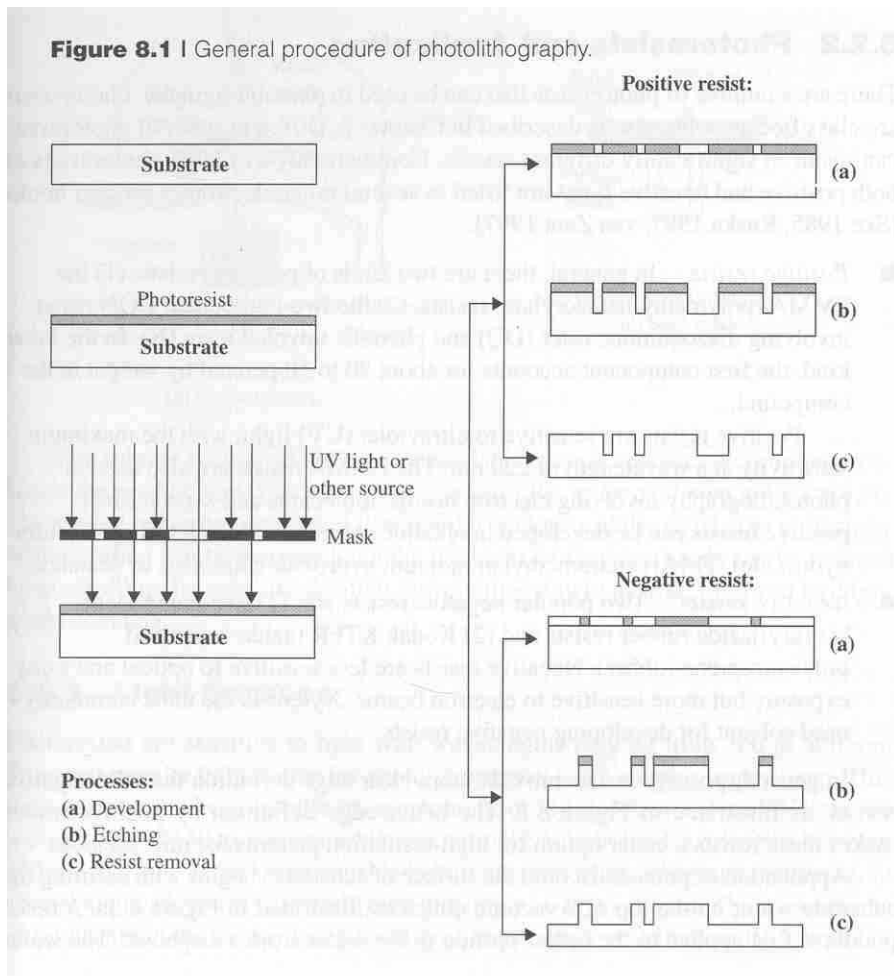 Figure 8.1 | General procedure of photolithography.
Substrate
Photoresist
Substrate
UV light or
other source
Mask
Substrate
Processes:
(a) Development
(b) Etching
(c) Resist removal
Positive resist:
(a)
(b)
(c)
Negative resist:
(a)
(b)
(c)